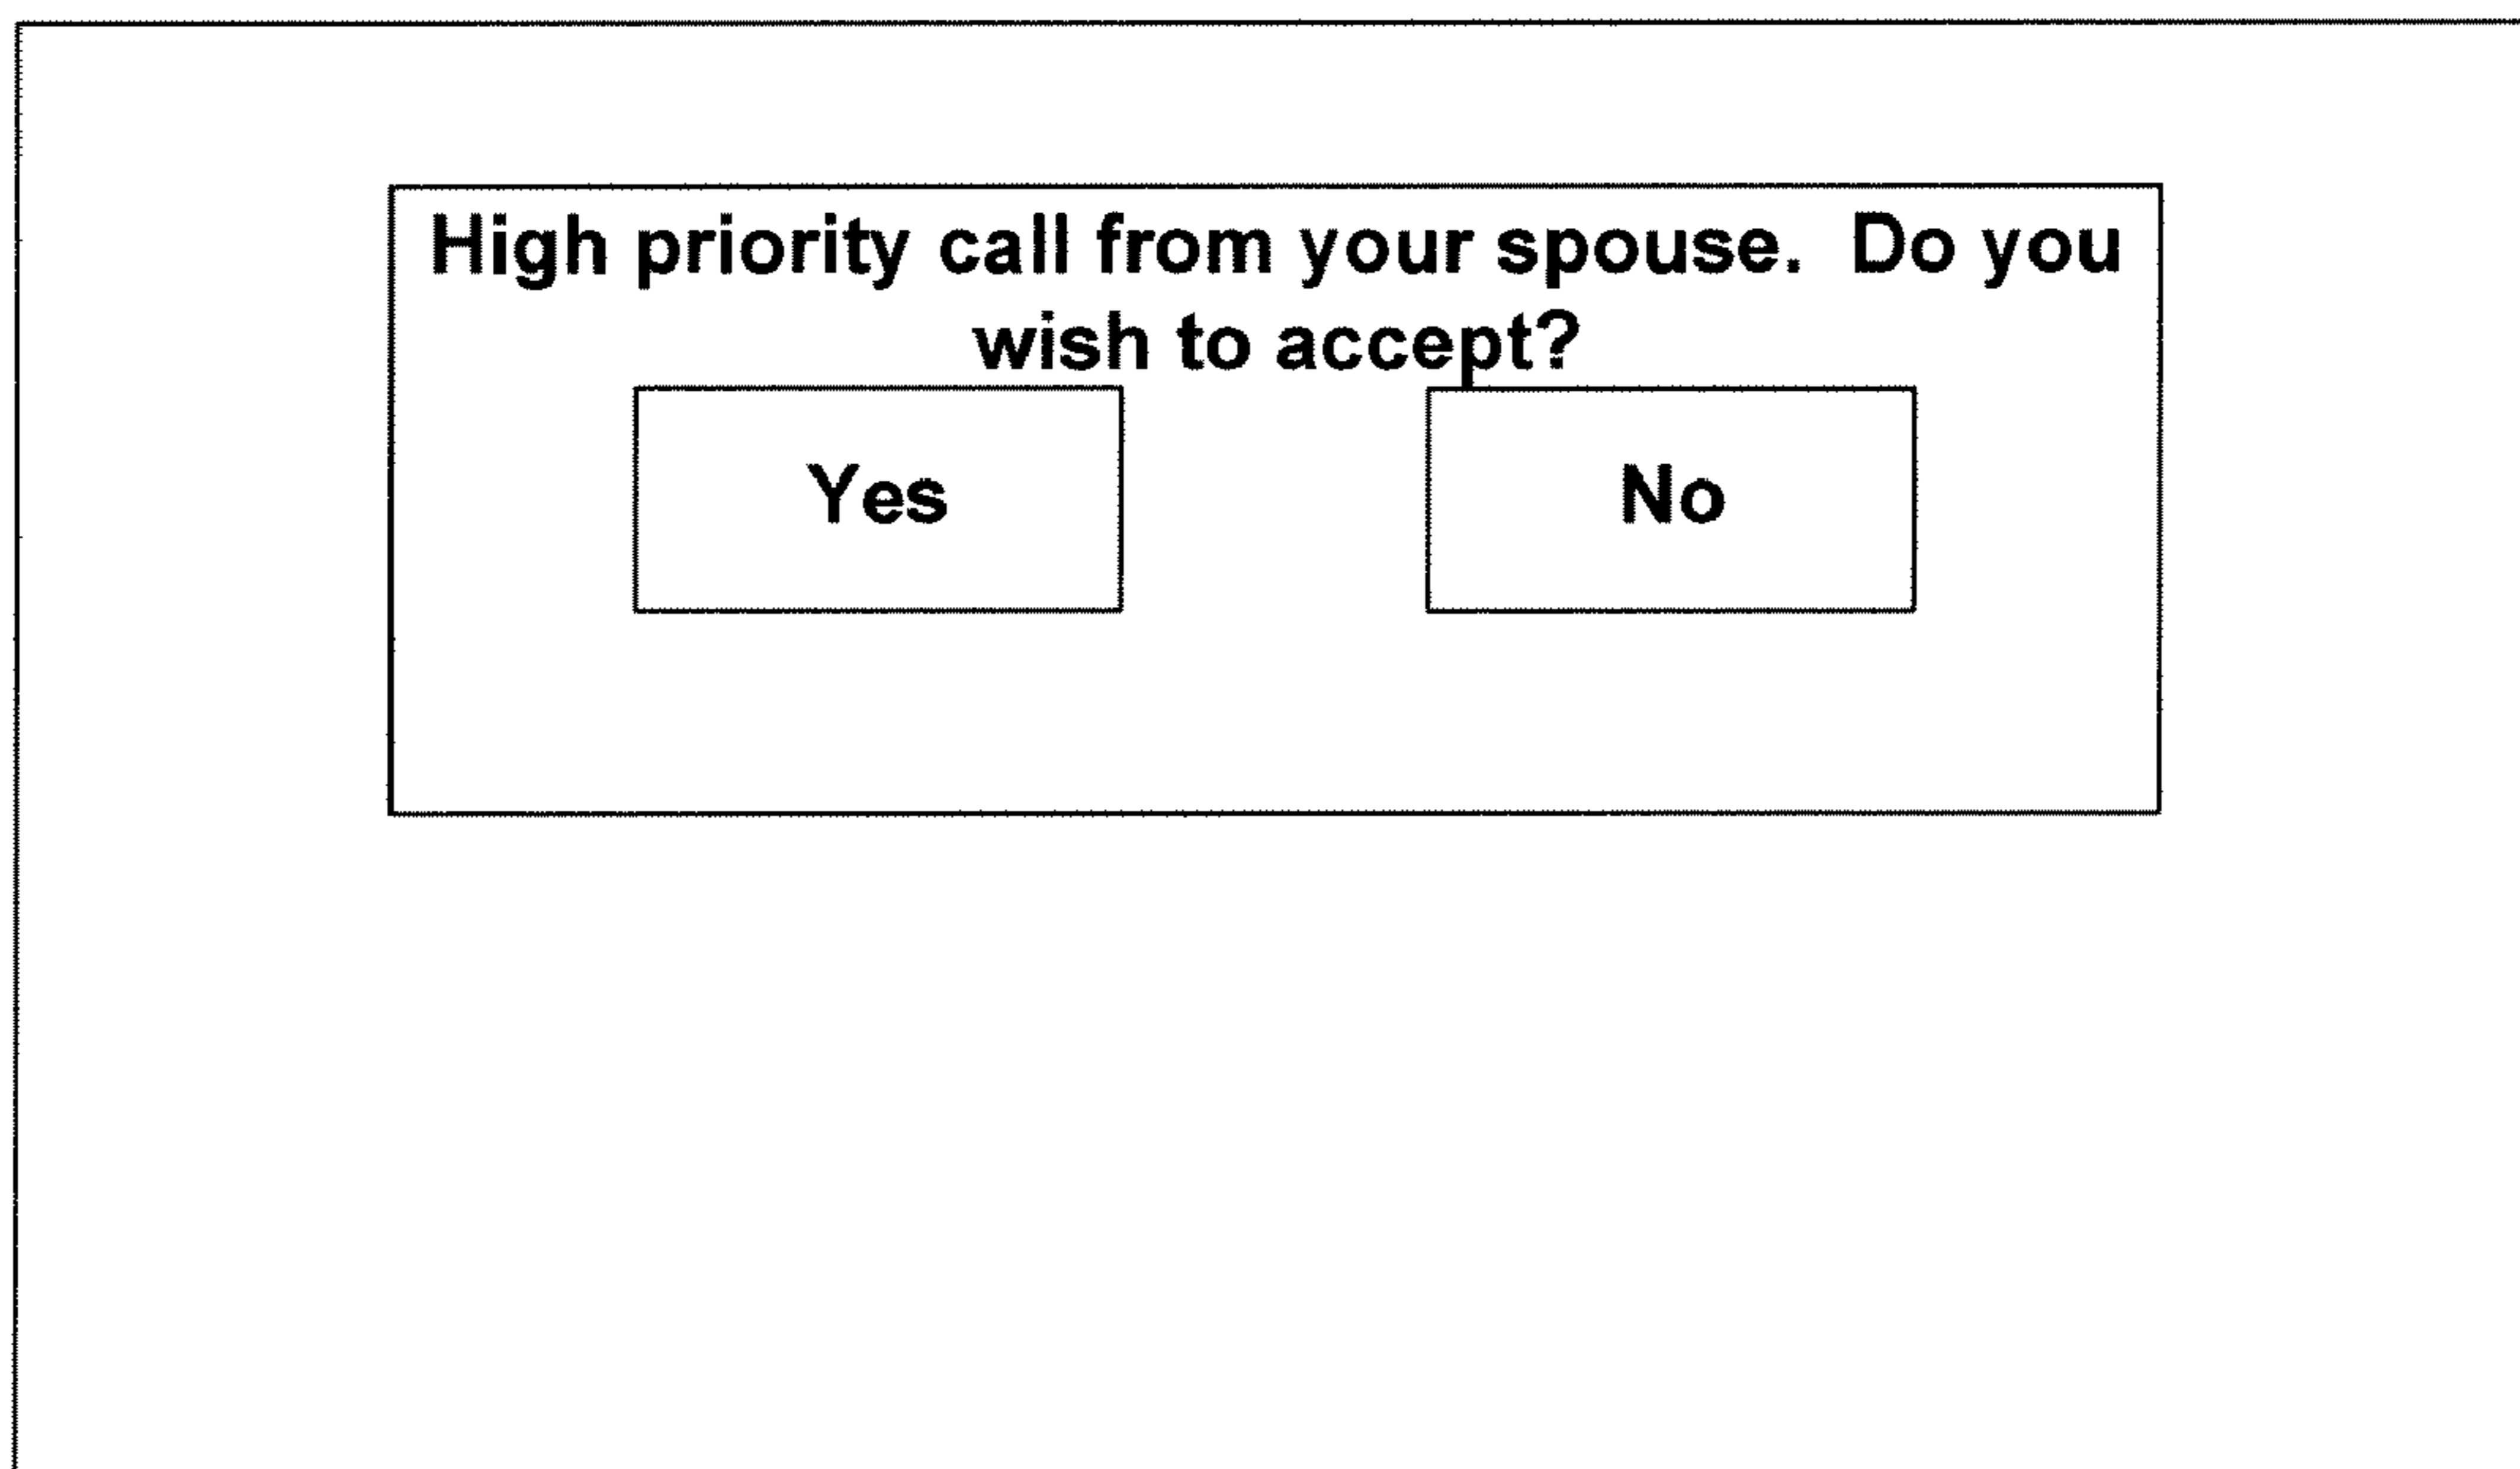 High priority call from your spouse.  Do you
wish to accept?
Yes
No